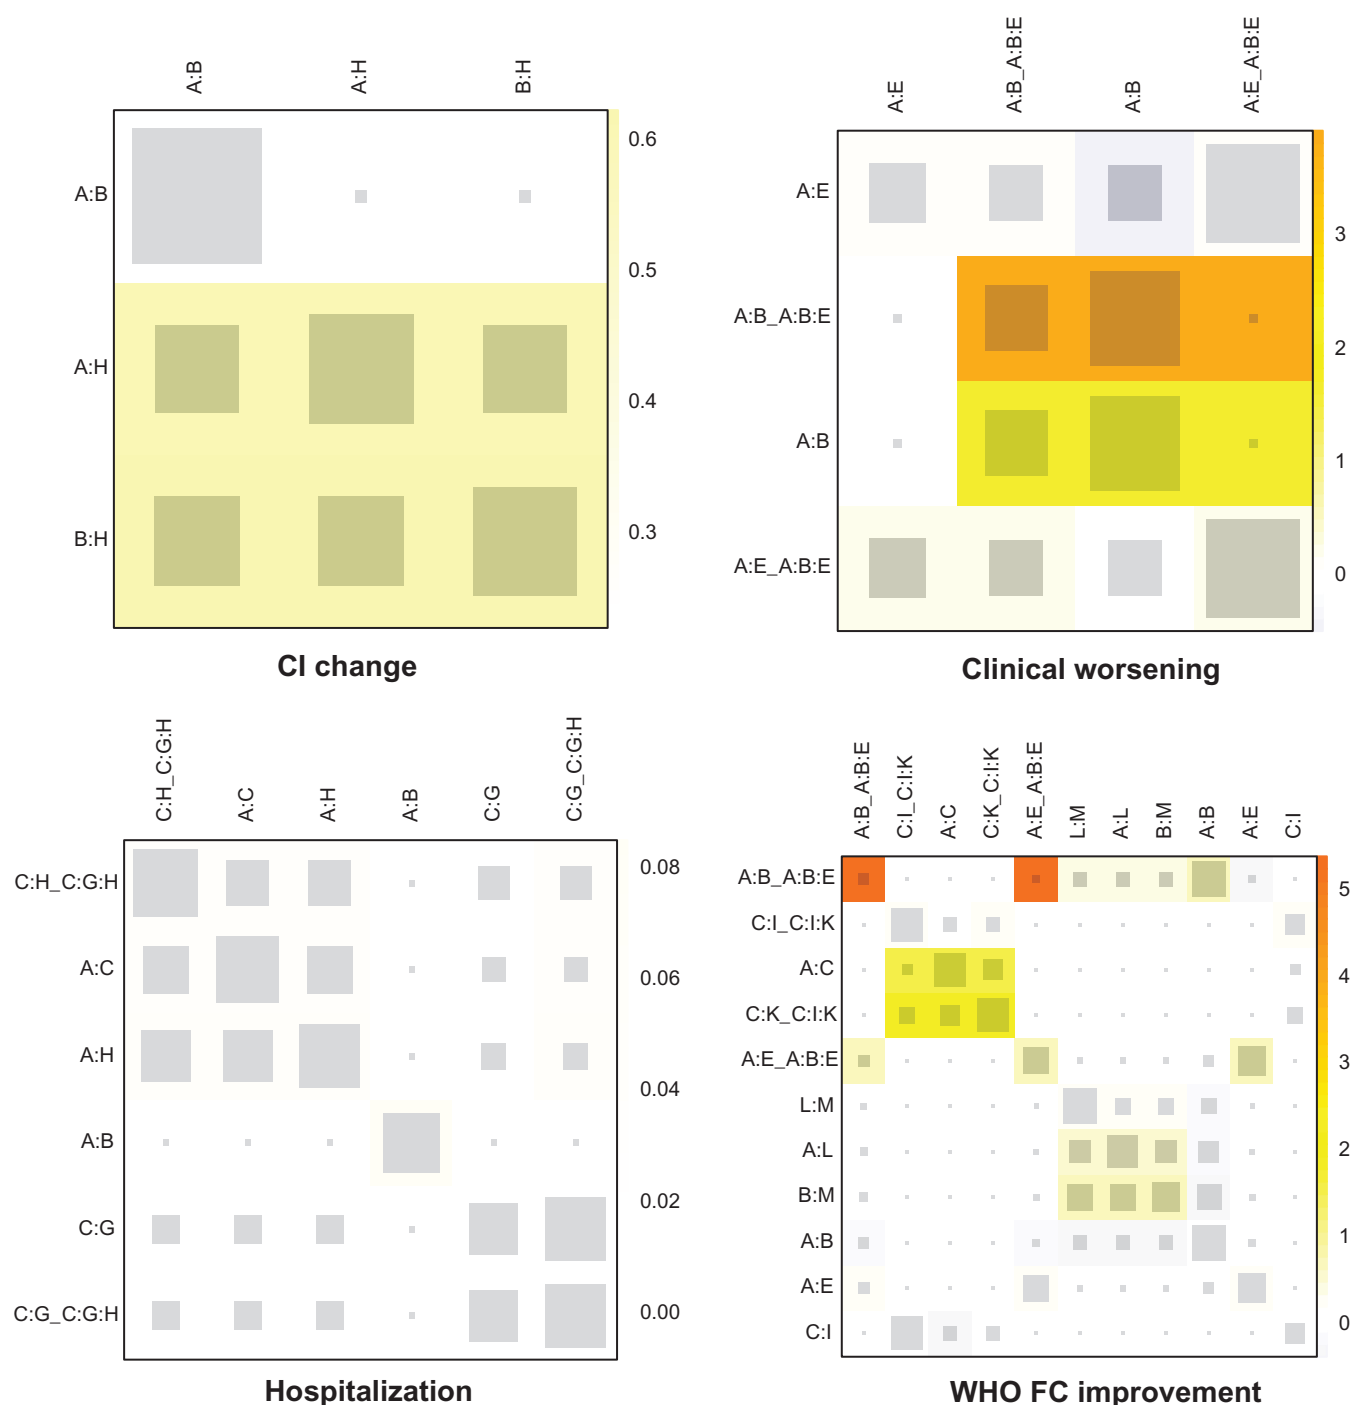 A:B
A:H
B:H
A:B
A:H
B:H
0.6
0.5
0.4
0.3
CI change
A:E
A:B_A:B:E
A:B
A:E_A:B:E
A:E
A:B_A:B:E
A:B
A:E_A:B:E
3
2
1
0
Clinical worsening
C:H_C:G:H
A:C
A:H
A:B
C:G
C:G_C:G:H
C:H_C:G:H
A:C
A:H
A:B
C:G
C:G_C:G:H
0.08
0.06
0.04
0.02
0.00
Hospitalization
A:B_A:B:E
C:I_C:I:K
A:C
C:K_C:I:K
A:E_A:B:E
L:M
A:L
B:M
A:B
A:E
C:I
A:B_A:B:E
C:I_C:I:K
A:C
C:K_C:I:K
A:E_A:B:E
L:M
A:L
B:M
A:B
A:E
C:I
5
4
3
2
1
0
WHO FC improvement